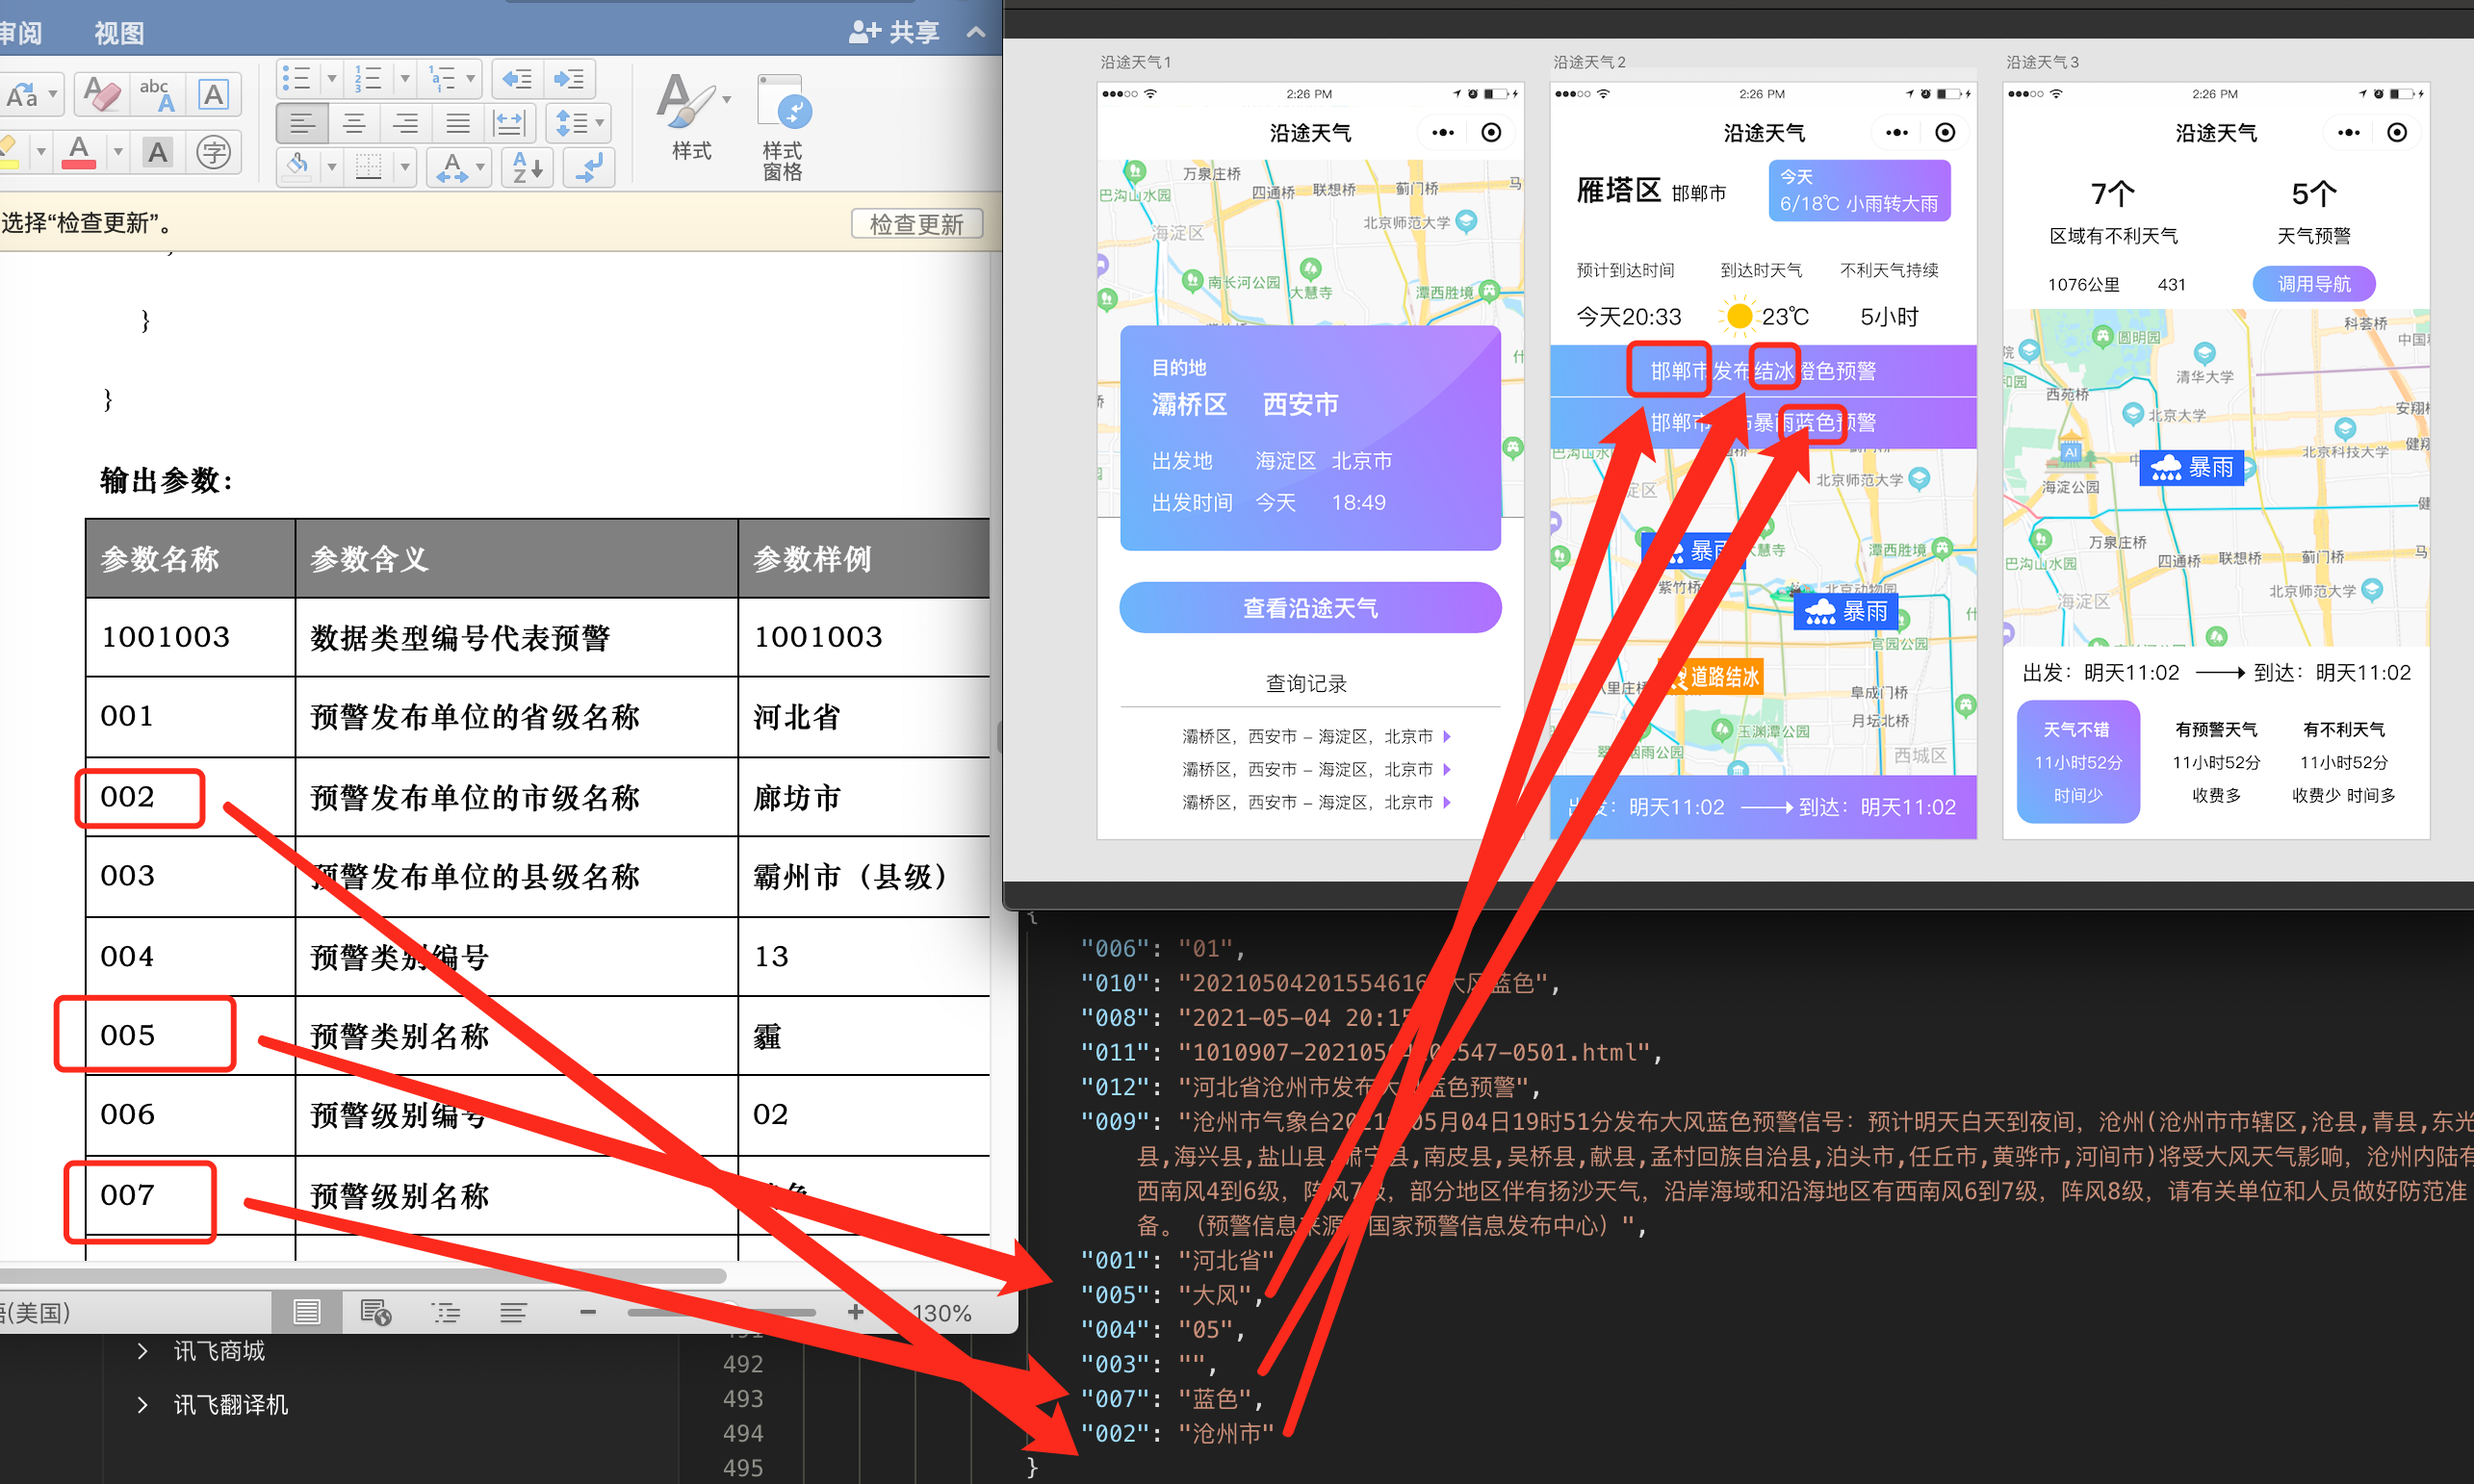 审阅
视图
共享
Aa
abc
A
样式
样式
窗格
选择“检查更新”。
检查更新
}
}
输出参数：
参数名称 参数含义 参数样例
1001003 数据类型编号代表预警 1001003
001 预警发布单位的省级名称 河北省
002 预警发布单位的市级名称 廊坊市
003 预警发布单位的县级名称 霸州市（县级）
004 预警类别编号 13
005 预警类别名称 霾
006 预警级别编号 02
007 预警级别名称
(美国)
130%
讯飞商城
讯飞翻译机
492
493
494
495
沿途天气1
2:26 PM
沿途天气
万泉庄桥
巴沟山水园
四通桥
联想桥
蓟门桥
马
北京师范大学
海淀区
南长河公园
大慧寺
潭西胜境
目的地
灞桥区 西安市
出发地 海淀区 北京市
出发时间 今天 18:49
查看沿途天气
查询记录
灞桥区，西安市 – 海淀区，北京市
灞桥区，西安市 – 海淀区，北京市
灞桥区，西安市 – 海淀区，北京市
沿途天气2
2:26 PM
沿途天气
雁塔区 邯郸市
今天
6/18℃ 小雨转大雨
预计到达时间 到达时天气 不利天气持续
今天20:33 23℃ 5小时
邯郸市发布结冰橙色预警
邯郸市 布暴雨蓝色预警
北京师范大学
暴雨
大慧寺
潭西胜境
紫竹桥
北京动物园
暴雨
官园公园
道路结冰
八里庄桥
阜成门桥
月坛北桥
玉渊潭公园
西城区
出发：明天11:02 到达：明天11:02
沿途天气3
2:26 PM
沿途天气
7个 5个
区域有不利天气 天气预警
1076公里 431 调用导航
科荟桥
圆明园
清华大学
西苑桥
北京大学
安翔
北京科技大学
暴雨
海淀公园
万泉庄桥
巴沟山水园
四通桥
联想桥
蓟门桥
马
北京师范大学
海淀区
出发：明天11:02 到达：明天11:02
天气不错 有预警天气 有不利天气
11小时52分 11小时52分 11小时52分
时间少 收费多 收费少 时间多
{
"006": "01",
"010": "20210504201554616 大风蓝色",
"008": "2021-05-04 20:15
"011": "1010907-20210504 2547-0501.html",
"012": "河北省沧州市发布大风蓝色预警",
"009": "沧州市气象台2021 05月04日19时51分发布大风蓝色预警信号：预计明天白天到夜间，沧州(沧州市市辖区,沧县,青县,东光
县,海兴县,盐山县,肃宁县,南皮县,吴桥县,献县,孟村回族自治县,泊头市,任丘市,黄骅市,河间市)将受大风天气影响，沧州内陆有
西南风4到6级，阵风7级，部分地区伴有扬沙天气，沿岸海域和沿海地区有西南风6到7级，阵风8级，请有关单位和人员做好防范准
备。（预警信息来源 国家预警信息发布中心）",
"001": "河北省"
"005": "大风",
"004": "05",
"003": "",
"007": "蓝色",
"002": "沧州市"
}